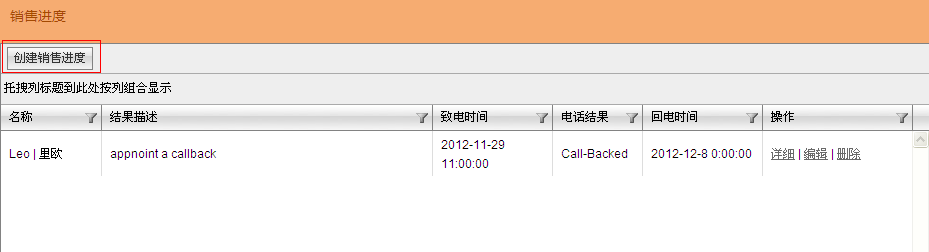 销售进度
创建销售进度
托拽列标题到此处按列组合显示
名称 结果描述 致电时间 电话结果 回电时间 操作
Leo | 里欧 appnoint a callback 2012-11-29 11:00:00 Call-Backed 2012-12-8 0:00:00 详细 | 编辑 | 删除